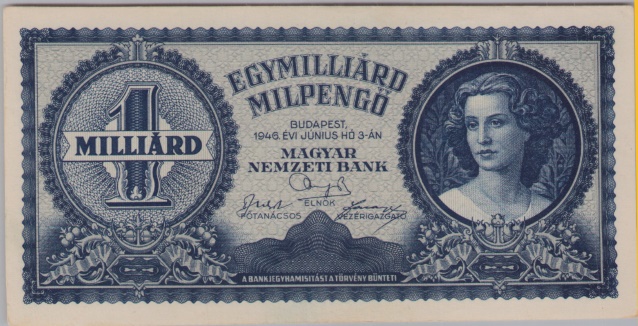 1
MILLIÁRD
EGYMILLIÁRD
MILPENGŐ
BUDAPEST,
1946. ÉVI JÚNIUS HÓ 3-ÁN
MAGYAR
NEMZETI BANK
ELNÖK
FŐTANÁCSOS
VEZÉRIGAZGATÓ
A BANKJEGYHAMISITÁST A TÖRVÉNY BÜNTETI